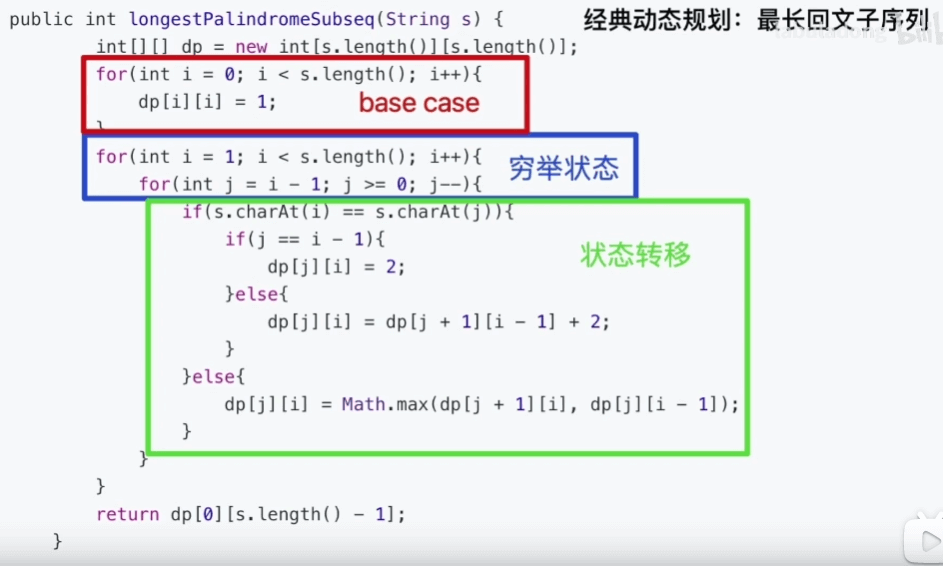 public int longestPalindromeSubseq(String s) {
经典动态规划：最长回文子序列
int[][] dp = new int[s.length()][s.length()];
for(int i = 0; i < s.length(); i++){
dp[i][i] = 1;
base case
}
for(int i = 1; i < s.length(); i++){
穷举状态
for(int j = i - 1; j >= 0; j--){
if(s.charAt(i) == s.charAt(j)){
if(j == i - 1){
状态转移
dp[j][i] = 2;
}else{
dp[j][i] = dp[j + 1][i - 1] + 2;
}
}else{
dp[j][i] = Math.max(dp[j + 1][i], dp[j][i - 1]);
}
}
}
return dp[0][s.length() - 1];
}